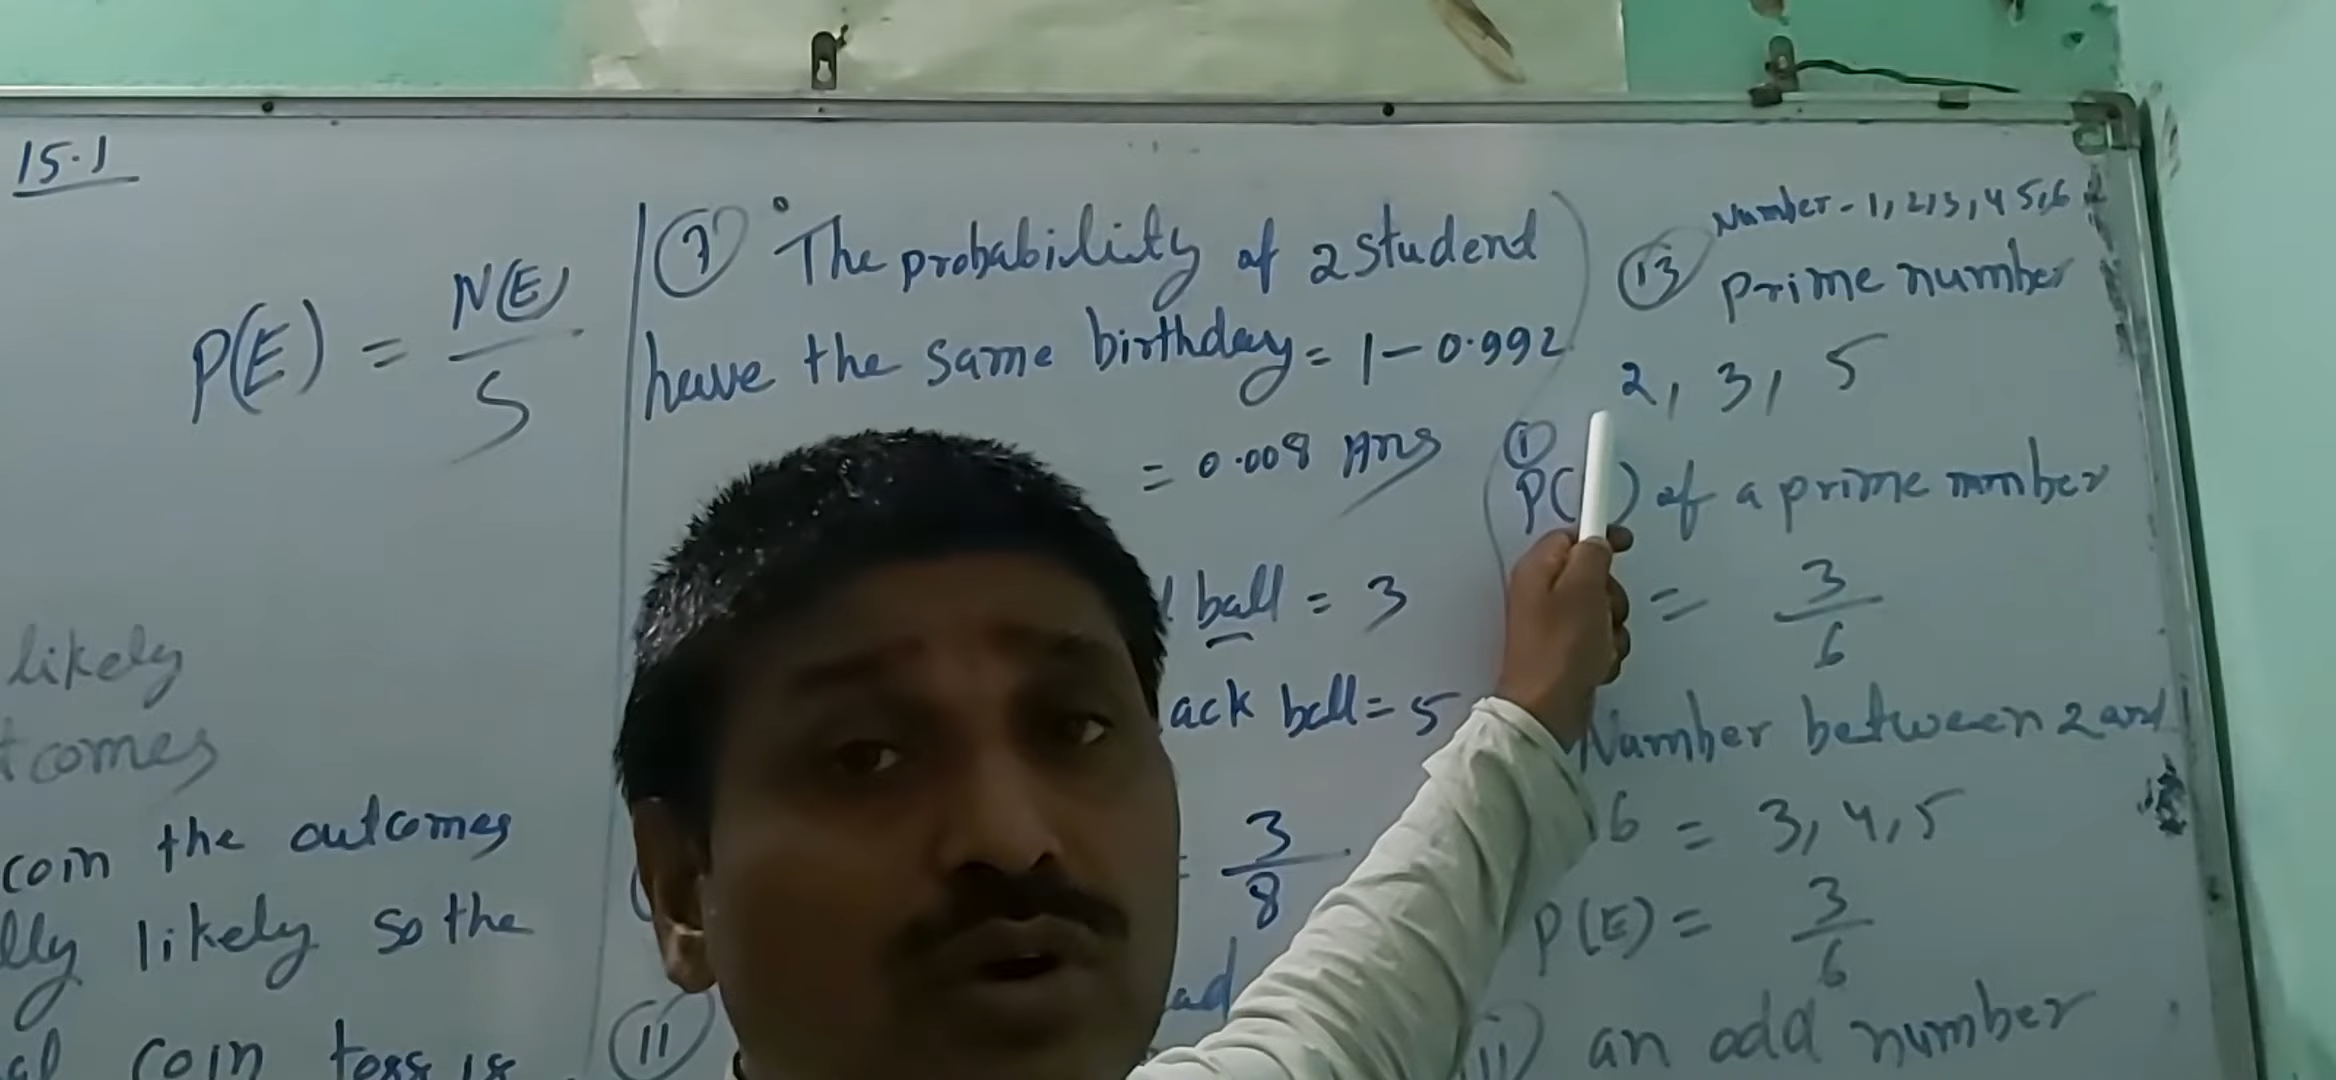 15.1
P(E) = N(E)
S
likely
comes
coin the outcomes
lly likely so the
al coin toss is
7 The probability of 2 student
have the same birthday = 1-0.992
= 0.008 Ans
ball = 3
ack ball = 5
= 3
8
ad
11
Number - 1, 2, 3, 4 5, 6
13 Prime number
2, 3, 5
P( ) of a prime number
= 3
6
Number between 2 and
6 = 3, 4, 5
P(E) = 3
6
an odd number